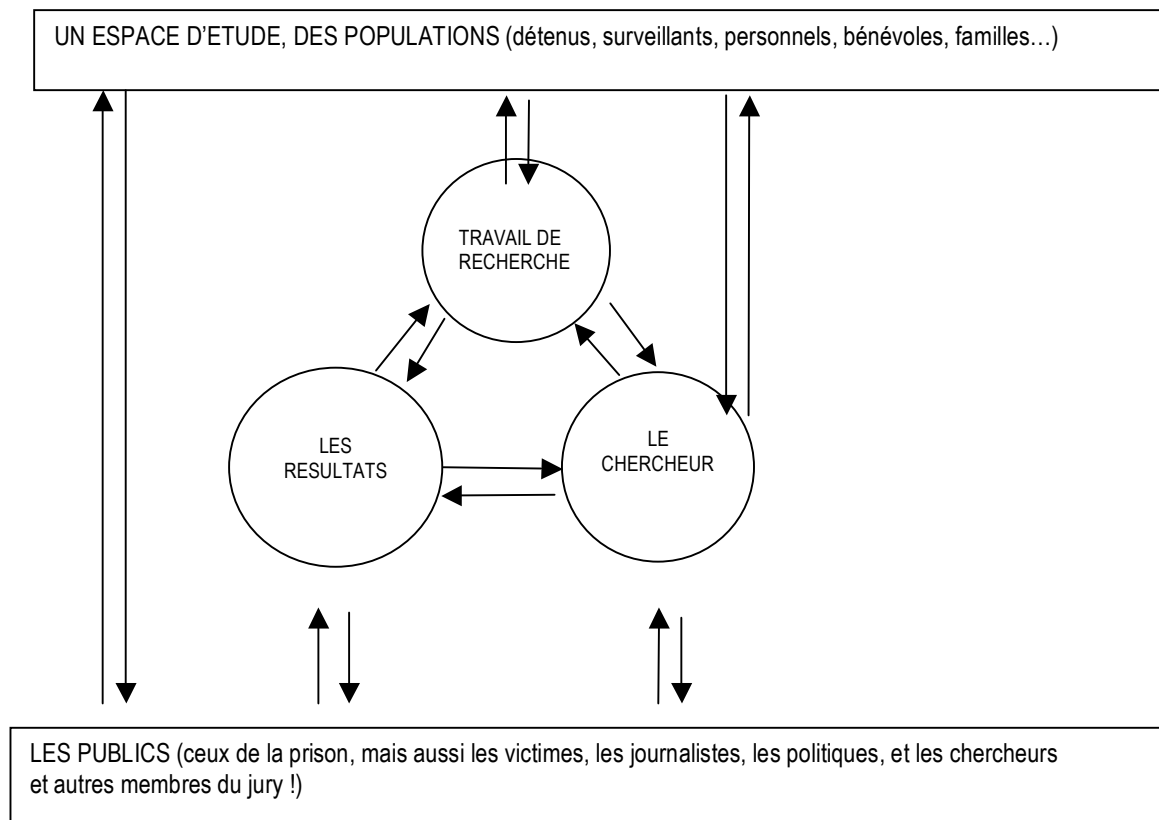 UN ESPACE D'ETUDE, DES POPULATIONS (détenus, surveillants, personnels, bénévoles, familles…)
TRAVAIL DE
RECHERCHE
LES
RESULTATS
LE
CHERCHEUR
LES PUBLICS (ceux de la prison, mais aussi les victimes, les journalistes, les politiques, et les chercheurs
et autres membres du jury !)